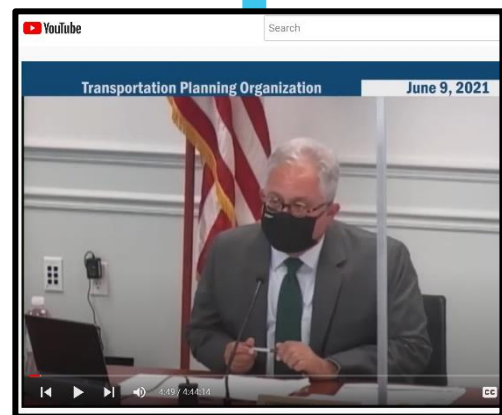 YouTube
Search
Transportation Planning Organization June 9, 2021
4:49 / 4:44:14
CC